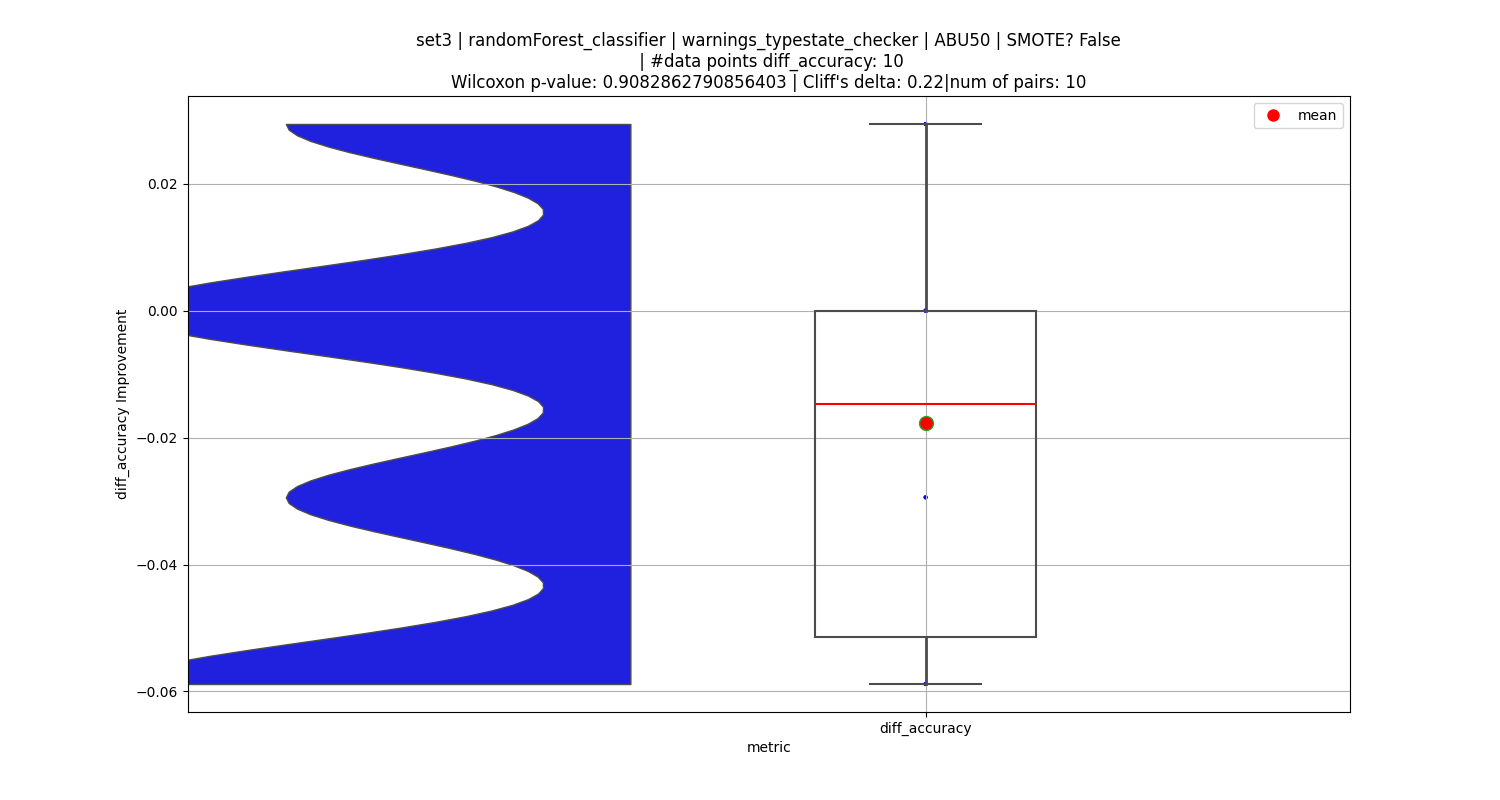 set3 | randomForest_classifier | warnings_typestate_checker | ABU50 | SMOTE? False
| #data points diff_accuracy: 10
Wilcoxon p-value: 0.9082862790856403 | Cliff's delta: 0.22|num of pairs: 10
mean
0.02
0.00
−0.02
−0.04
−0.06
diff_accuracy Improvement
diff_accuracy
metric